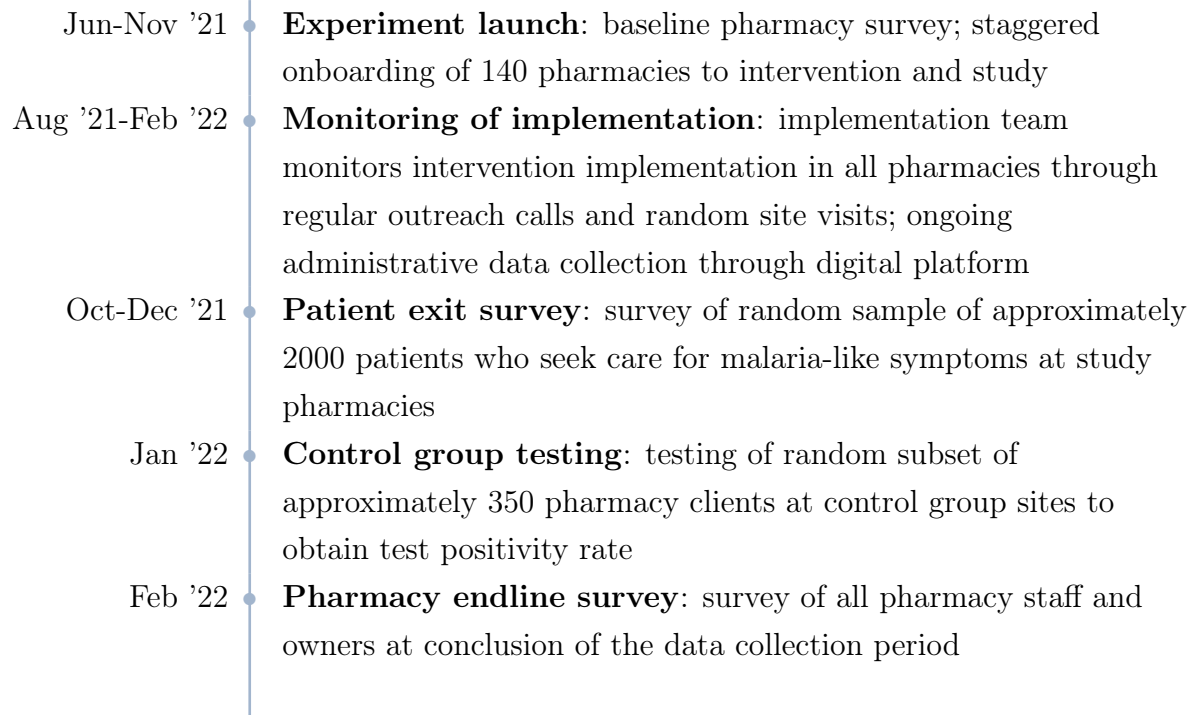 Jun-Nov ’21 Experiment launch: baseline pharmacy survey; staggered
onboarding of 140 pharmacies to intervention and study
Aug ’21-Feb ’22 Monitoring of implementation: implementation team
monitors intervention implementation in all pharmacies through
regular outreach calls and random site visits; ongoing
administrative data collection through digital platform
Oct-Dec ’21 Patient exit survey: survey of random sample of approximately
2000 patients who seek care for malaria-like symptoms at study
pharmacies
Jan ’22 Control group testing: testing of random subset of
approximately 350 pharmacy clients at control group sites to
obtain test positivity rate
Feb ’22 Pharmacy endline survey: survey of all pharmacy staff and
owners at conclusion of the data collection period